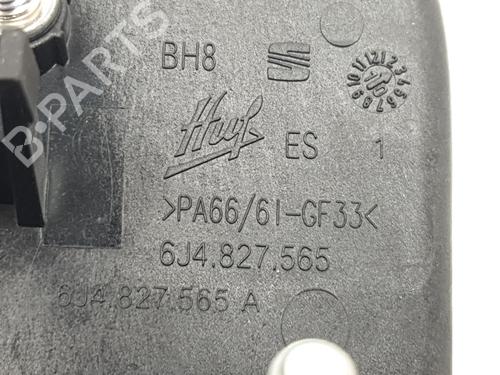 BH8
Huf
ES 1
>PA66/6I-GF33<
6J4.827.565
6J4.827.565 A
B-PARTS